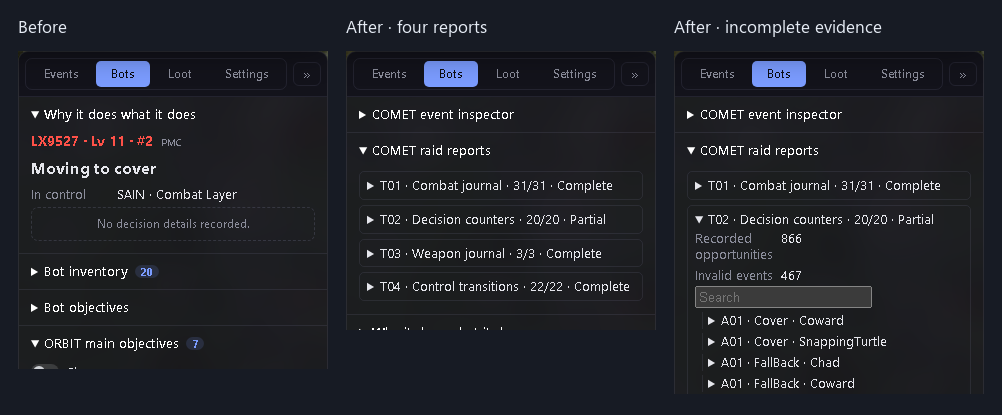 Before
Events Bots Loot Settings »
▼ Why it does what it does
LX9527 - Lv 11 - #2 PMC
Moving to cover
In control SAIN · Combat Layer
No decision details recorded.
▶ Bot inventory 20
▶ Bot objectives
▼ ORBIT main objectives 7
After · four reports
Events Bots Loot Settings »
▶ COMET event inspector
▼ COMET raid reports
▶ T01 · Combat journal · 31/31 · Complete
▶ T02 · Decision counters · 20/20 · Partial
▶ T03 · Weapon journal · 3/3 · Complete
▶ T04 · Control transitions · 22/22 · Complete
After · incomplete evidence
Events Bots Loot Settings »
▶ COMET event inspector
▼ COMET raid reports
▶ T01 · Combat journal · 31/31 · Complete
▼ T02 · Decision counters · 20/20 · Partial
Recorded opportunities 866
Invalid events 467
Search
▶ A01 · Cover · Coward
▶ A01 · Cover · SnappingTurtle
▶ A01 · FallBack · Chad
▶ A01 · FallBack · Coward